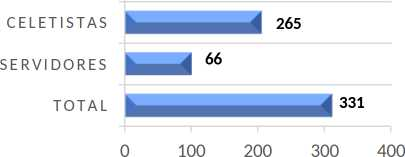 CELETISTAS 265
SERVIDORES 66
TOTAL 331
0 100 200 300 400